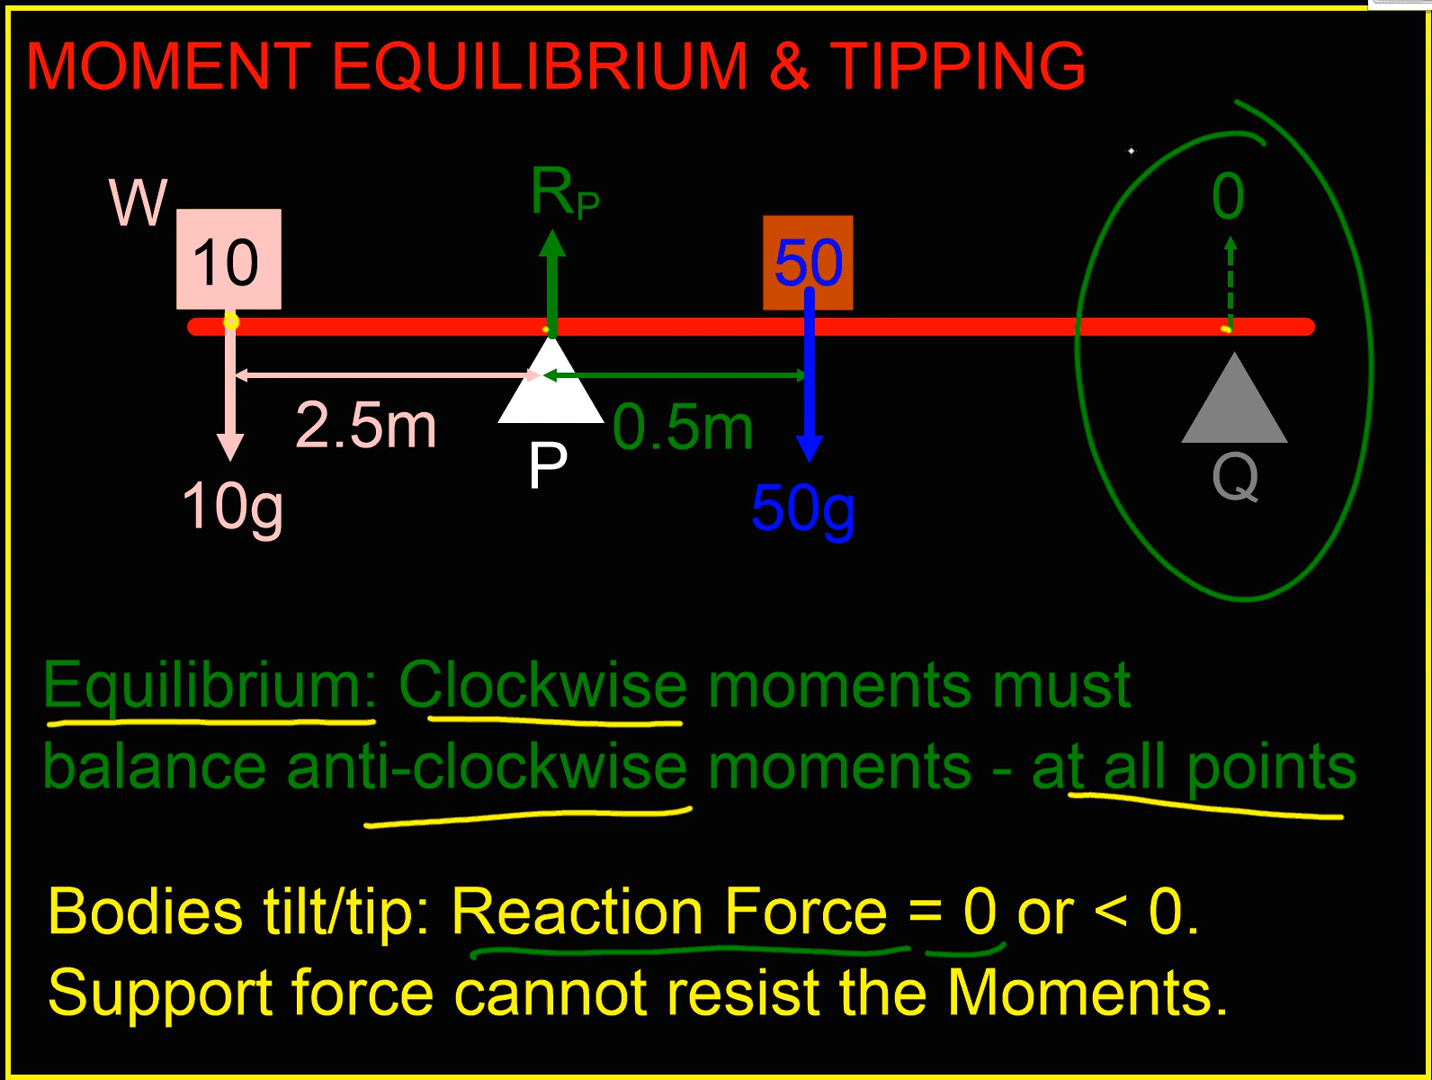 MOMENT EQUILIBRIUM & TIPPING
W
10
R_P
50
0
2.5m
P
0.5m
Q
10g
50g
Equilibrium: Clockwise moments must
balance anti-clockwise moments - at all points
Bodies tilt/tip: Reaction Force = 0 or < 0.
Support force cannot resist the Moments.